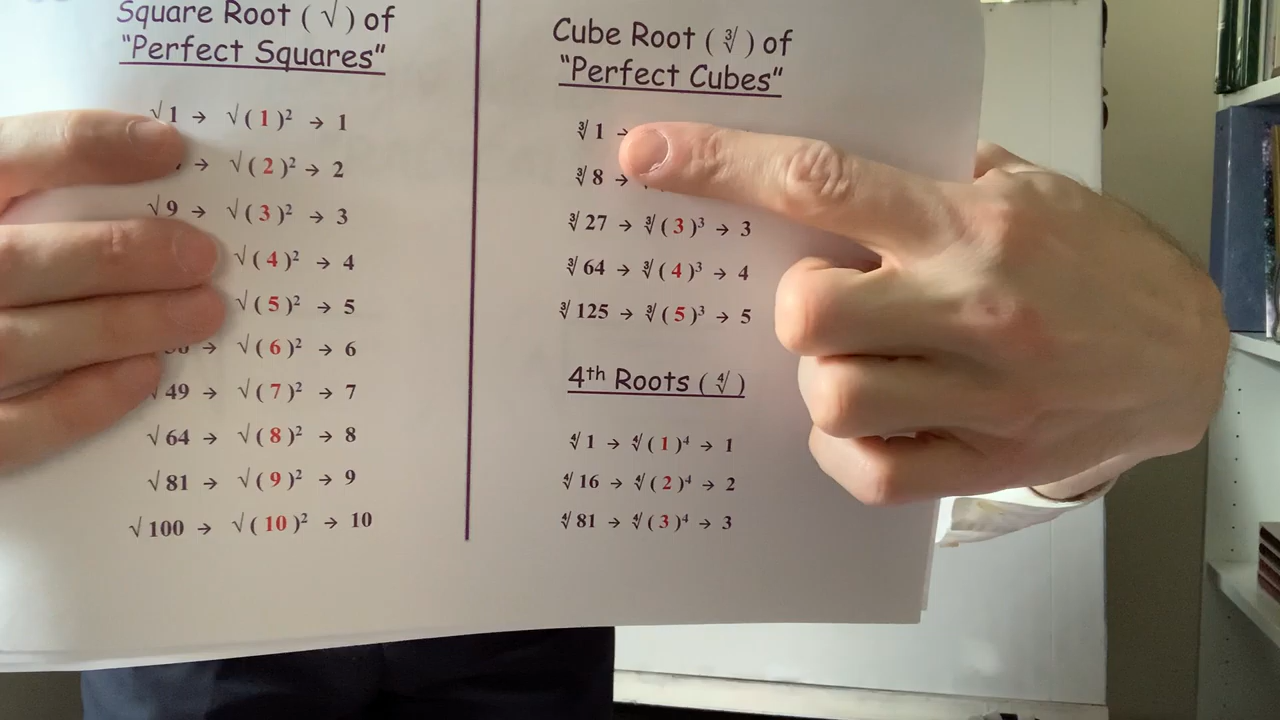 Square Root ( √ ) of
"Perfect Squares"
√ 1 → √ ( 1 )² → 1
→ √ ( 2 )² → 2
√ 9 → √ ( 3 )² → 3
√ ( 4 )² → 4
√ ( 5 )² → 5
→ √ ( 6 )² → 6
√ 49 → √ ( 7 )² → 7
√ 64 → √ ( 8 )² → 8
√ 81 → √ ( 9 )² → 9
√ 100 → √ ( 10 )² → 10
Cube Root ( ∛ ) of
"Perfect Cubes"
∛ 1 →
∛ 8 →
∛ 27 → ∛ ( 3 )³ → 3
∛ 64 → ∛ ( 4 )³ → 4
∛ 125 → ∛ ( 5 )³ → 5
4th Roots ( ∜ )
∜ 1 → ∜ ( 1 )⁴ → 1
∜ 16 → ∜ ( 2 )⁴ → 2
∜ 81 → ∜ ( 3 )⁴ → 3